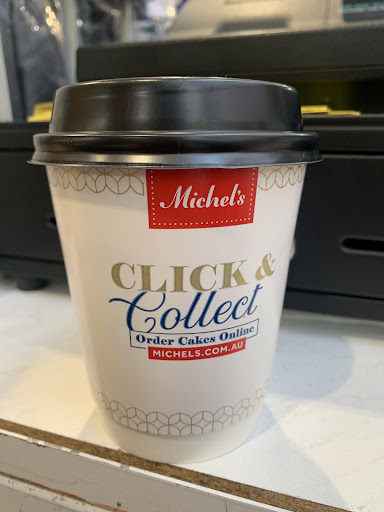 Michel's
CLICK &
Collect
Order Cakes Online
MICHELS.COM.AU